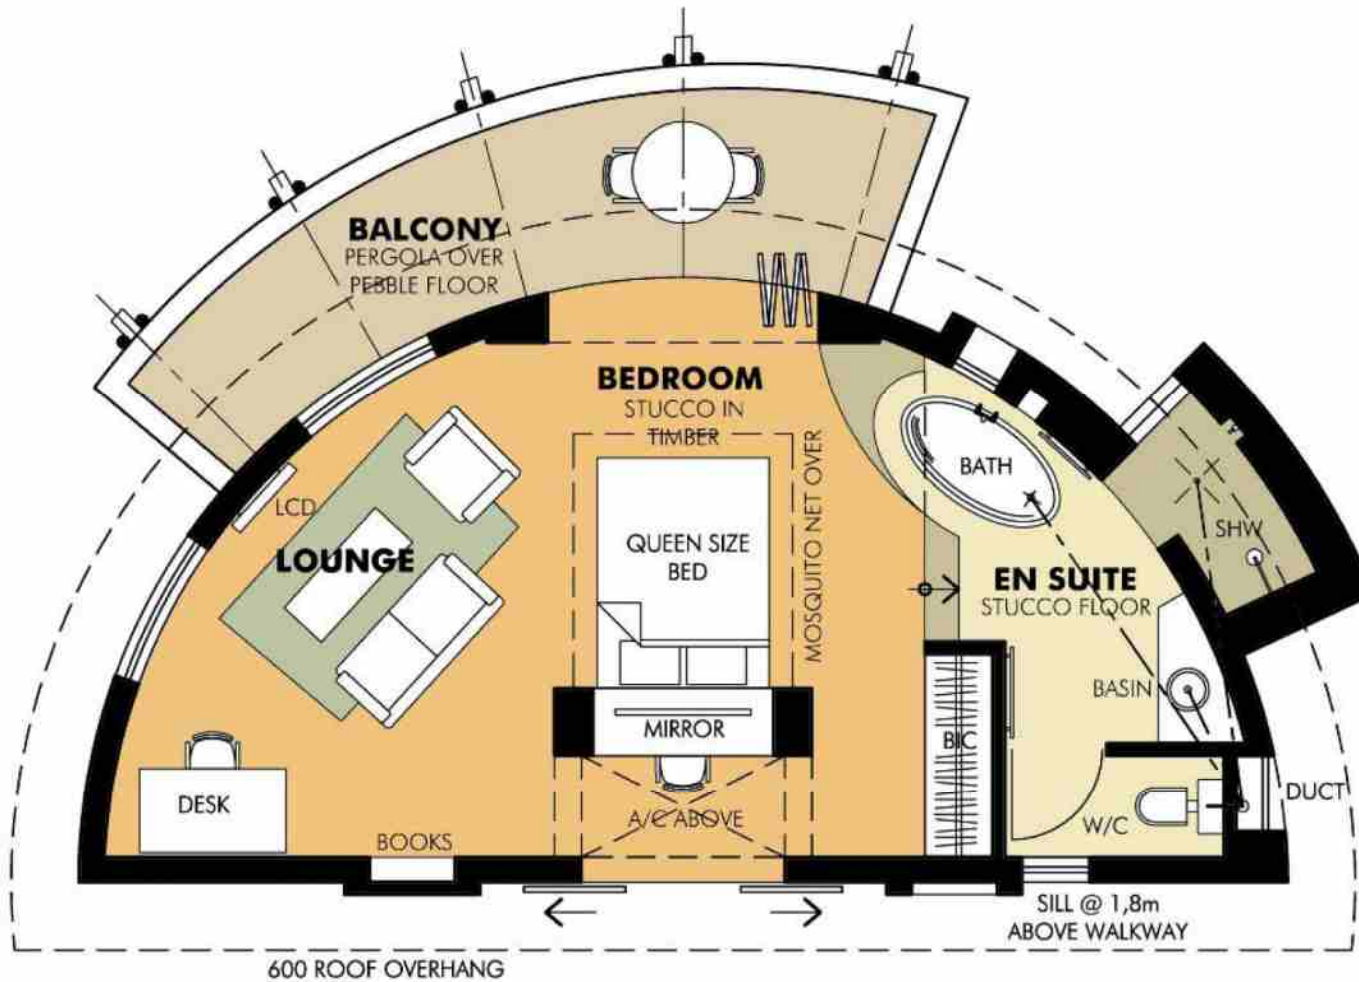 BALCONY
PERGOLA OVER
PEBBLE FLOOR
BEDROOM
STUCCO IN
TIMBER
MOSQUITO NET OVER
LCD
LOUNGE
QUEEN SIZE
BED
BATH
SHW
EN SUITE
STUCCO FLOOR
BASIN
MIRROR
BIC
DESK
A/C ABOVE
W/C
DUCT
BOOKS
SILL @ 1,8m
ABOVE WALKWAY
600 ROOF OVERHANG